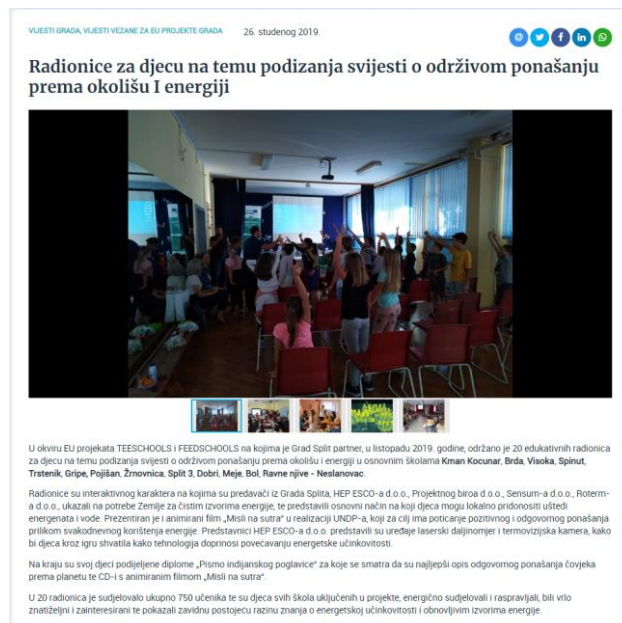 VIJESTI GRADA, VIJESTI VEZANE ZA EU PROJEKTE GRADA 26. studenog 2019.
Radionice za djecu na temu podizanja svijesti o održivom ponašanju
prema okolišu I energiji
U okviru EU projekata TEESCHOOLS i FEEDSCHOOLS na kojima je Grad Split partner, u listopadu 2019. godine, održano je 20 edukativnih radionica
za djecu na temu podizanja svijesti o održivom ponašanju prema okolišu i energiji u osnovnim školama Kman Kocunar, Brda, Visoka, Spinut,
Trstenik, Gripe, Pojišan, Žrnovnica, Split 3, Dobri, Meje, Bol, Ravne njive - Neslanovac.
Radionice su interaktivnog karaktera na kojima su predavači iz Grada Splita, HEP ESCO-a d.o.o., Projektnog biroa d.o.o., Sensum-a d.o.o., Roterm-
a d.o.o., ukazali na potrebe Zemlje za čistim izvorima energije, te predstavili osnovni način na koji djeca mogu lokalno pridonositi uštedi
energenata i vode. Prezentiran je i animirani film „Misli na sutra“ u realizaciji UNDP-a, koji za cilj ima poticanje pozitivnog i odgovornog ponašanja
prilikom svakodnevnog korištenja energije. Predstavnici HEP ESCO-a d.o.o. predstavili su uređaje laserski daljinomjer i termovizijska kamera, kako
bi djeca kroz igru shvatila kako tehnologija doprinosi povećavanju energetske učinkovitosti.
Na kraju su svoj djeci podijeljene diplome „Pismo indijanskog poglavice“ za koje se smatra da su najljepši opis odgovornog ponašanja čovjeka
prema planetu te CD-i s animiranim filmom „Misli na sutra“.
U 20 radionica je sudjelovalo ukupno 750 učenika te su djeca svih škola uključenih u projekte, energično sudjelovali i raspravljali, bili vrlo
znatiželjni i zainteresirani te pokazali zavidnu postojecu razinu znanja o energetskoj učinkovitosti i obnovljivim izvorima energije.